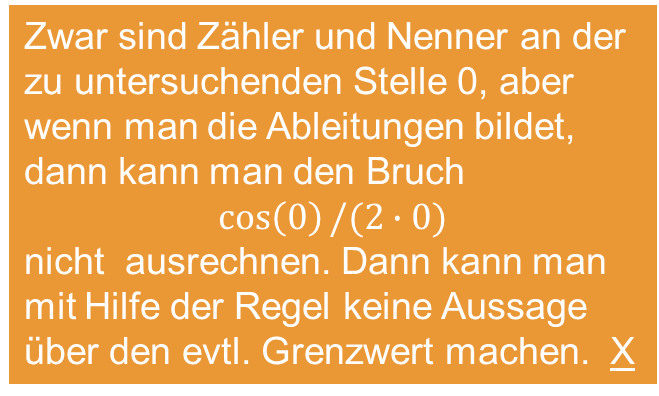 Zwar sind Zähler und Nenner an der
zu untersuchenden Stelle 0, aber
wenn man die Ableitungen bildet,
dann kann man den Bruch
cos(0)/(2 · 0)
nicht ausrechnen. Dann kann man
mit Hilfe der Regel keine Aussage
über den evtl. Grenzwert machen. X